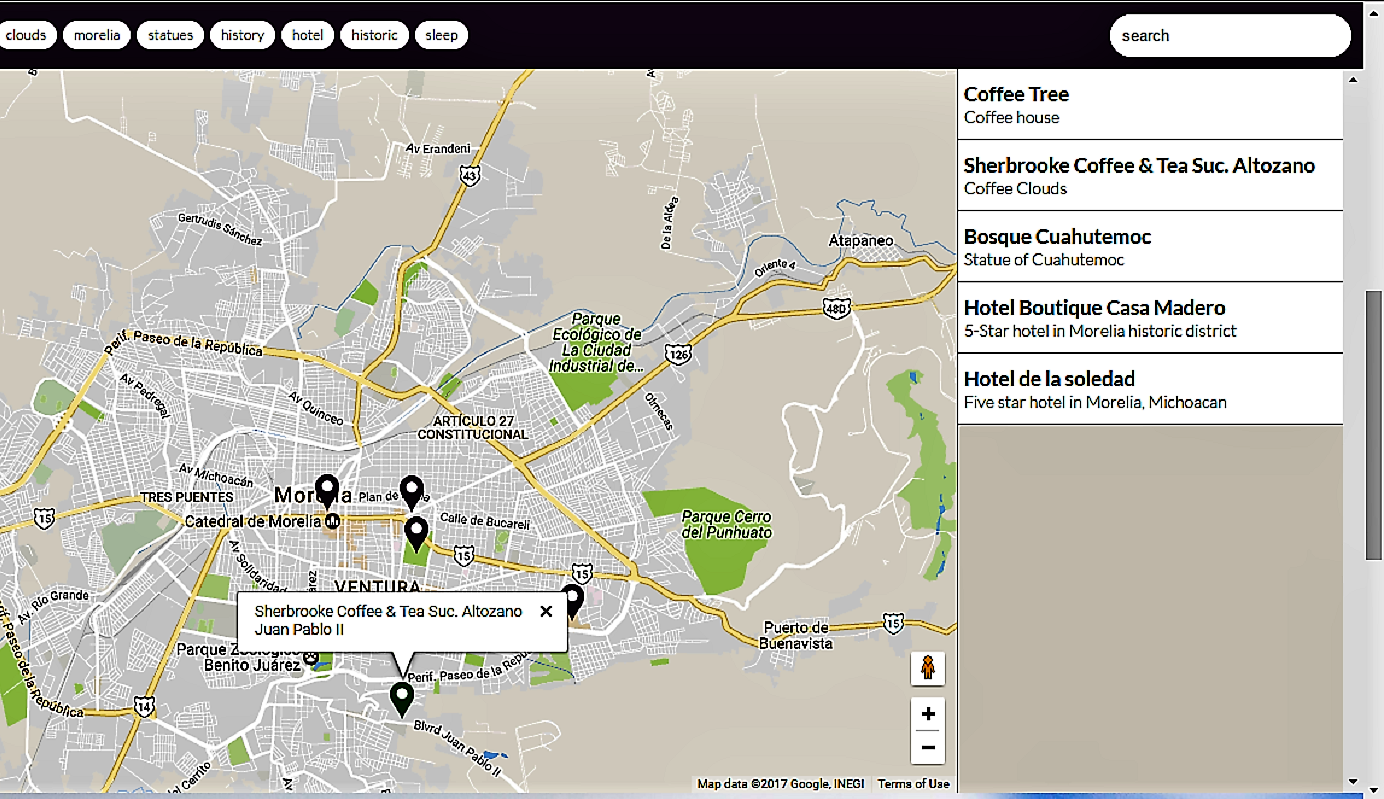 clouds
morelia
statues
history
hotel
historic
sleep
search
Coffee Tree
Coffee house
Sherbrooke Coffee & Tea Suc. Altozano
Coffee Clouds
Bosque Cuahutemoc
Statue of Cuahutemoc
Hotel Boutique Casa Madero
5-Star hotel in Morelia historic district
Hotel de la soledad
Five star hotel in Morelia, Michoacan
Av Erandeni
43
Gertrudis Sánchez
De la Aldea
Atapaneo
Oriente 4
48D
Parque
Ecológico de
La Ciudad
Industrial de...
126
Perif. Paseo de la República
Av Pedregal
Av Quinceo
Olmecas
ARTÍCULO 27
CONSTITUCIONAL
Av Michoacán
TRES PUENTES
Plan de
15
Catedral de Morelia
Calle de Bucareli
Parque Cerro
del Punhuato
Av Solidaridad
15
15
VENTURA
Av Río Grande
Sherbrooke Coffee & Tea Suc. Altozano
Juan Pablo II
Puerto de
Buenavista
15
Parque
Benito Juárez
Perif. Paseo de la
Perif. Paseo de la República
14
Blvrd Juan Pablo II
Av
Map data ©2017 Google, INEGI
Terms of Use